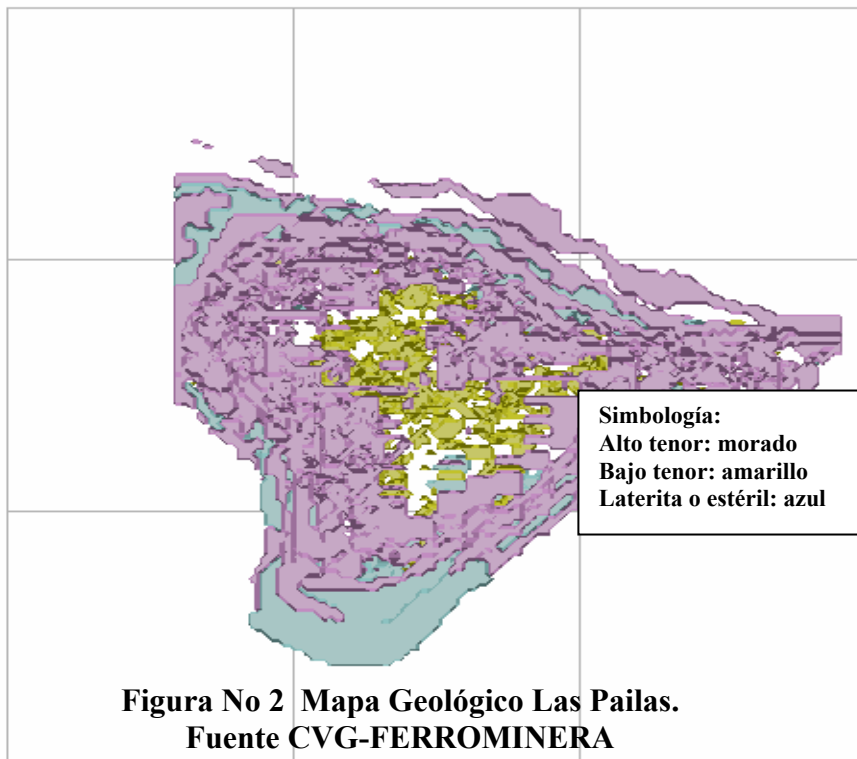 Simbología:
Alto tenor: morado
Bajo tenor: amarillo
Laterita o estéril: azul
Figura No 2 Mapa Geológico Las Pailas.
Fuente CVG-FERROMINERA